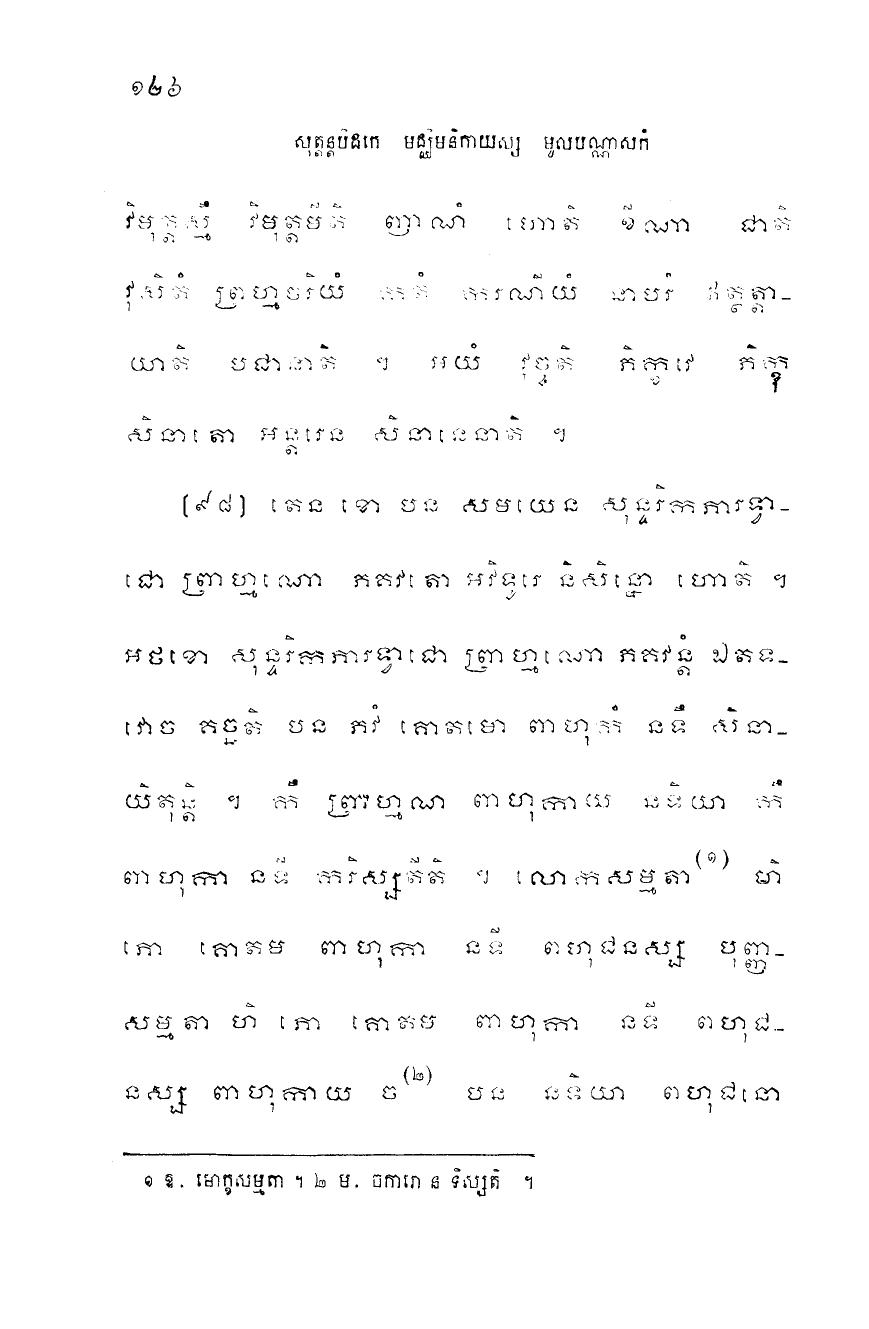 ១២៦
សុត្តន្តបិដកេ មជ្ឈិមនិកាយស្ស មូលបណ្ណាសកំ
វិមុត្តស្មឹ វិមុត្តមីតិ ញាណំ ហោតិ ខីណា ជាតិ
វុសិតំ ព្រហ្មចរិយំ កតំ ករណីយំ នាបរំ ឥត្ថត្តា-
យាតិ បជានាតិ ។ អយំ វុច្ចតិ ភិក្ខវេ ភិក្ខុ
សិនាតោ អន្តរេន សិនានេនាតិ ។
[៩៨] តេន ខោ បន សមយេន សុន្ទរិកភារទ្វា-
ជោ ព្រាហ្មណោ ភគវតោ អវិទូរេ និសិន្នោ ហោតិ ។
អថខោ សុន្ទរិកភារទ្វាជោ ព្រាហ្មណោ ភគវន្តំ ឯតទ-
វោច គច្ឆតិ បន ភវំ គោតមោ ពាហុកំ នទឹ សិនា-
យិតុន្តិ ។ កឹ ព្រាហ្មណ ពាហុកាយ នទិយា កឹ
ពាហុកា នទី ករិស្សតីតិ ។ លោកសម្មតា(១) ហិ
ភោ គោតម ពាហុកា នទី ពហុជនស្ស បុញ្ញ-
សម្មតា ហិ ភោ គោតម ពាហុកា នទី ពហុជ-
នស្ស ពាហុកាយ ច(២) បន នទិយា ពហុជនោ
១ ឱ. មោក្ខសម្មតា ។ ២ ម. ចការោ ន ទិស្សតិ ។